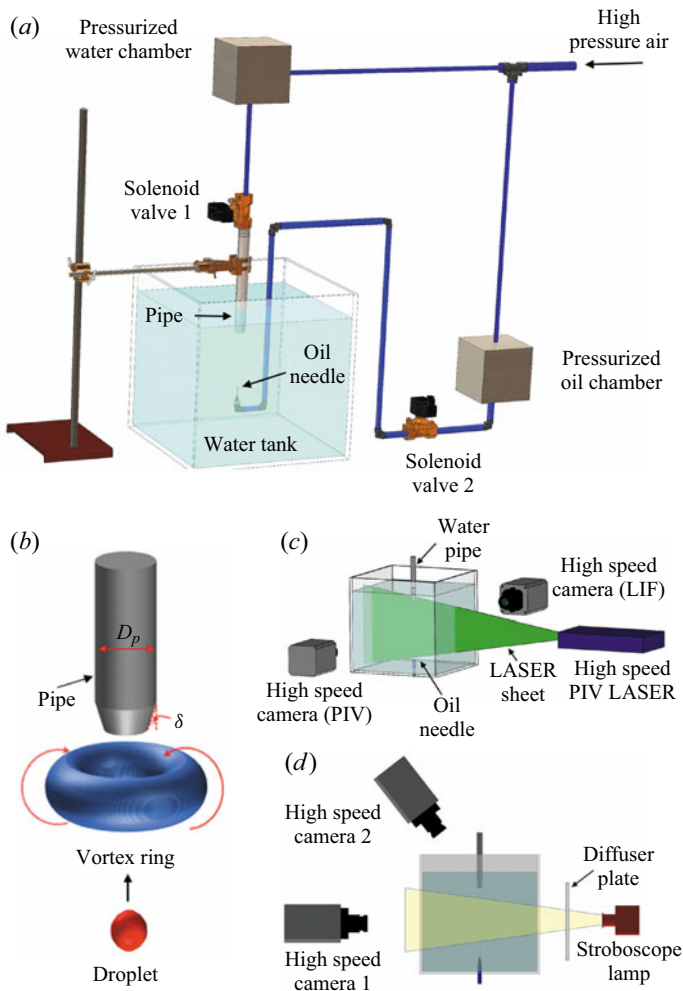 (a)
Pressurized
water chamber
High
pressure air
Solenoid
valve 1
Pipe
Oil
needle
Water tank
Pressurized
oil chamber
Solenoid
valve 2
(b)
D_p
Pipe
δ
Vortex ring
Droplet
(c)
Water
pipe
High speed
camera (LIF)
High speed
camera (PIV)
Oil
needle
LASER
sheet
High speed
PIV LASER
(d)
High speed
camera 2
Diffuser
plate
High speed
camera 1
Stroboscope
lamp